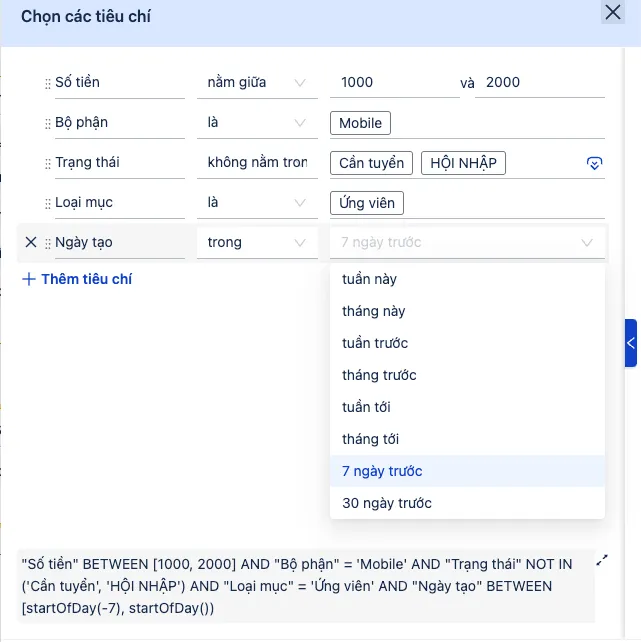 Chọn các tiêu chí
Số tiền nằm giữa 1000 và 2000
Bộ phận là Mobile
Trạng thái không nằm tron Cần tuyển HỘI NHẬP
Loại mục là Ứng viên
Ngày tạo trong 7 ngày trước
Thêm tiêu chí
tuần này
tháng này
tuần trước
tháng trước
tuần tới
tháng tới
7 ngày trước
30 ngày trước
"Số tiền" BETWEEN [1000, 2000] AND "Bộ phận" = 'Mobile' AND "Trạng thái" NOT IN
('Cần tuyển', 'HỘI NHẬP') AND "Loại mục" = 'Ứng viên' AND "Ngày tạo" BETWEEN
[startOfDay(-7), startOfDay())